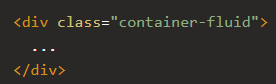 <div class="container-fluid">
  ...
</div>